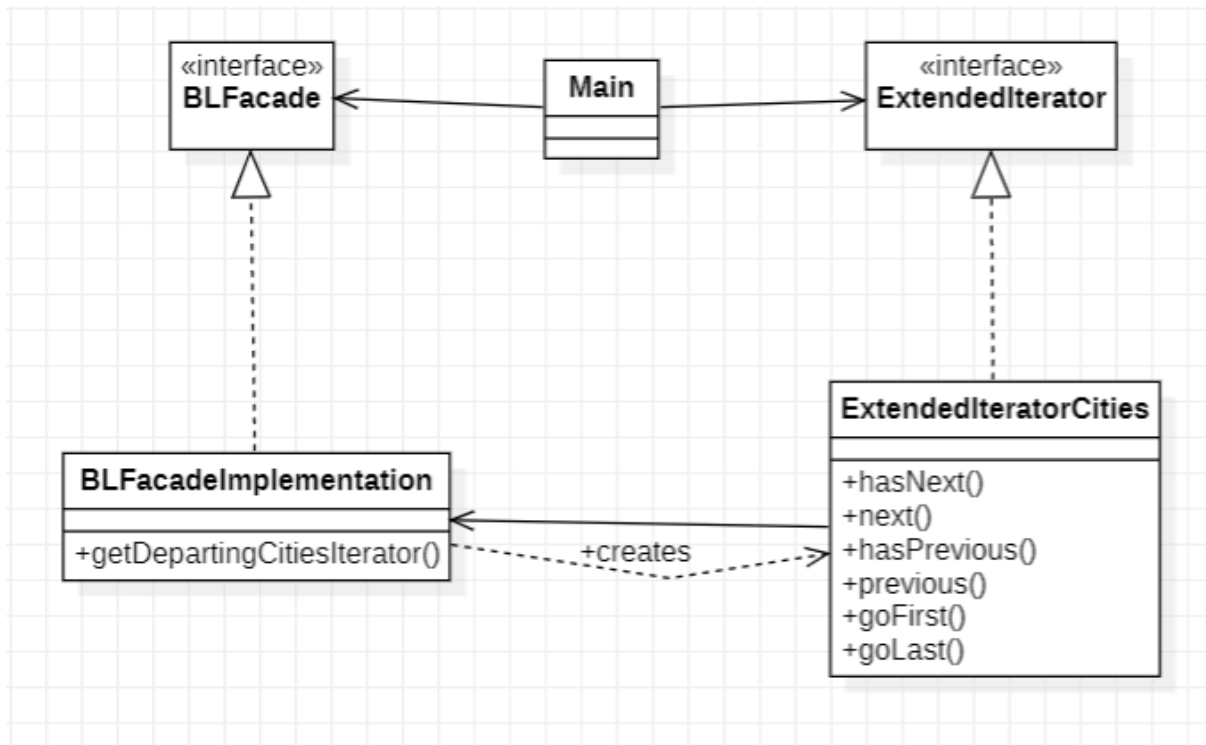 «interface»
BLFacade
Main
«interface»
ExtendedIterator
BLFacadeImplementation
+getDepartingCitiesIterator()
+creates
ExtendedIteratorCities
+hasNext()
+next()
+hasPrevious()
+previous()
+goFirst()
+goLast()